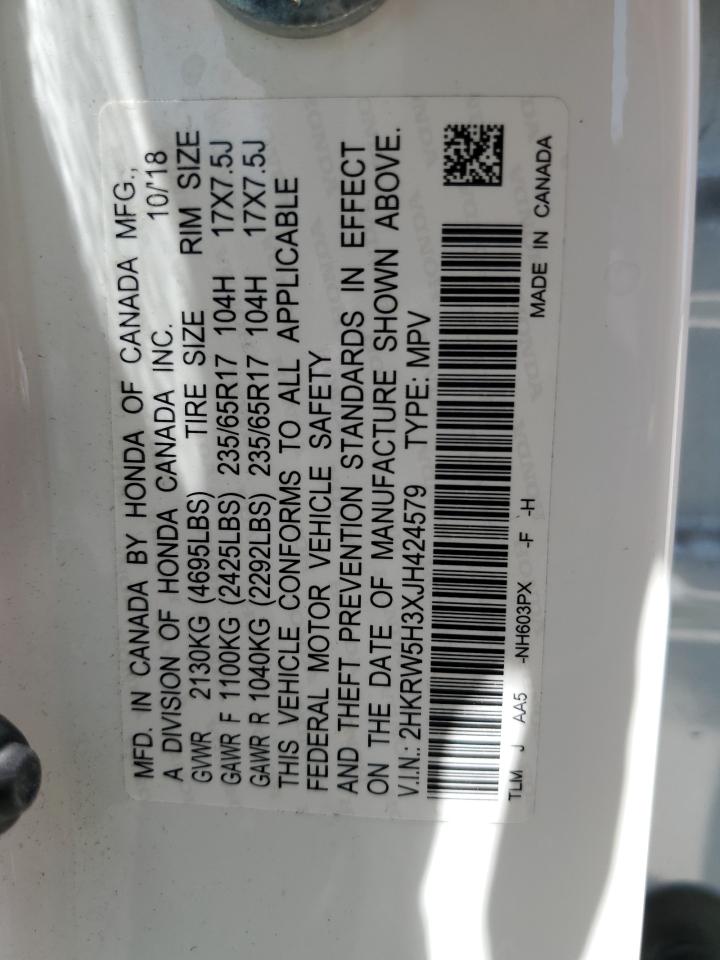 MFD. IN CANADA BY HONDA OF CANADA MFG.,
A DIVISION OF HONDA CANADA INC. 10/'18
GVWR 2130KG (4695LBS) TIRE SIZE RIM SIZE
GAWR F 1100KG (2425LBS) 235/65R17 104H 17X7.5J
GAWR R 1040KG (2292LBS) 235/65R17 104H 17X7.5J
THIS VEHICLE CONFORMS TO ALL APPLICABLE
FEDERAL MOTOR VEHICLE SAFETY
AND THEFT PREVENTION STANDARDS IN EFFECT
ON THE DATE OF MANUFACTURE SHOWN ABOVE.
V.I.N.: 2HKRW5H3XJH424579 TYPE: MPV
TLM J AA5 -NH603PX -F -H MADE IN CANADA